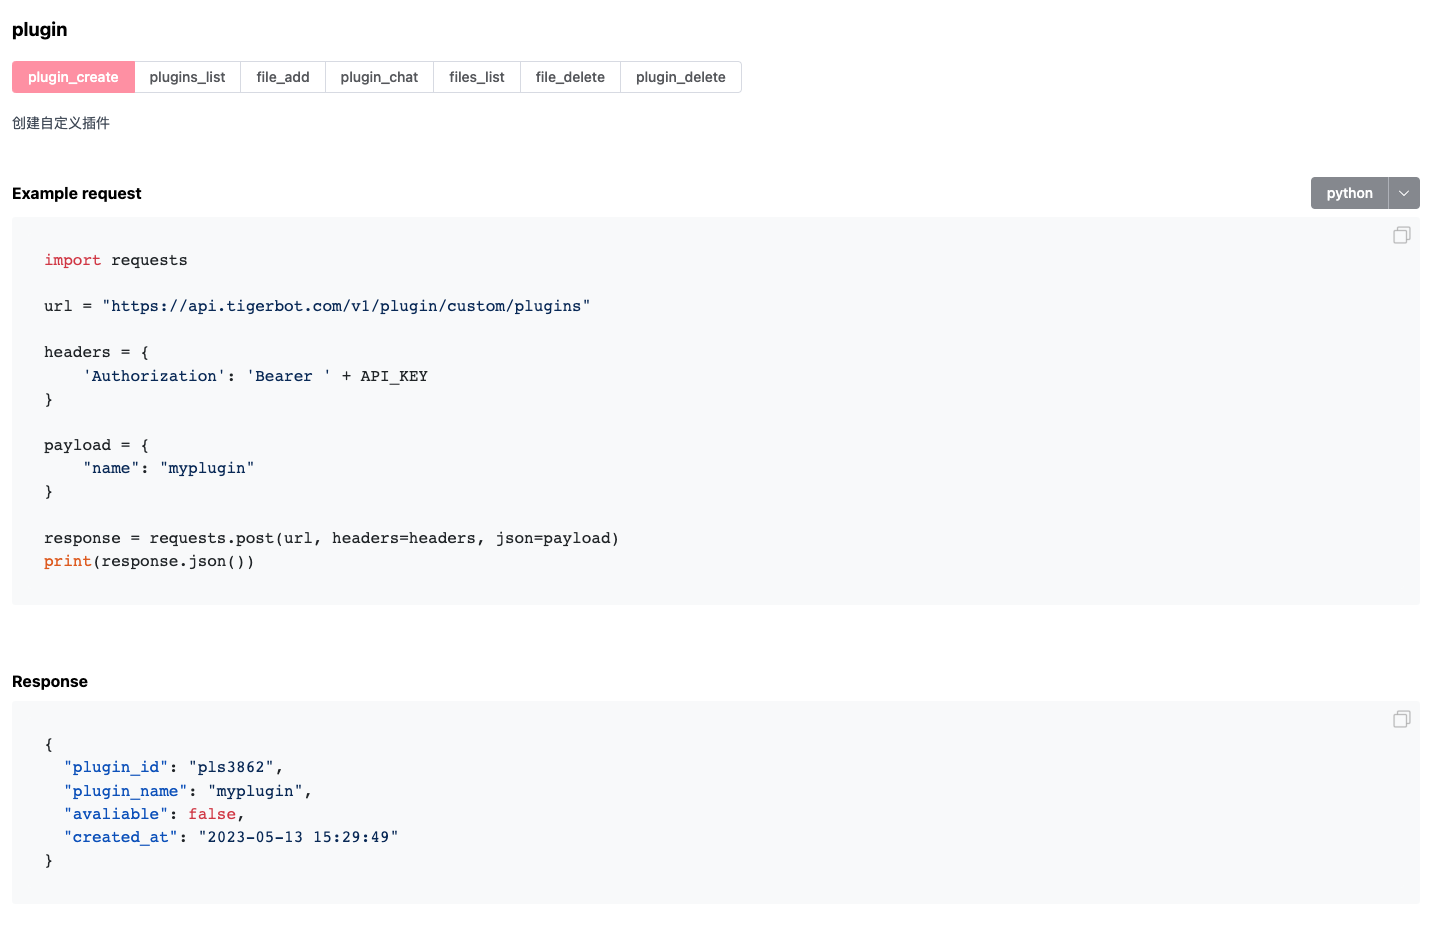 plugin
plugin_create plugins_list file_add plugin_chat files_list file_delete plugin_delete
创建自定义插件
Example request
python
import requests
url = "https://api.tigerbot.com/v1/plugin/custom/plugins"
headers = {
    'Authorization': 'Bearer ' + API_KEY
}
payload = {
    "name": "myplugin"
}
response = requests.post(url, headers=headers, json=payload)
print(response.json())
Response
{
  "plugin_id": "pls3862",
  "plugin_name": "myplugin",
  "avaliable": false,
  "created_at": "2023-05-13 15:29:49"
}